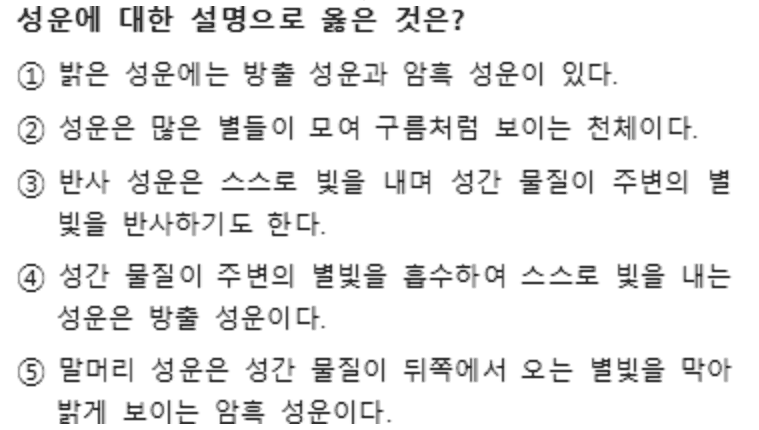 성운에 대한 설명으로 옳은 것은?
① 밝은 성운에는 방출 성운과 암흑 성운이 있다.
② 성운은 많은 별들이 모여 구름처럼 보이는 천체이다.
③ 반사 성운은 스스로 빛을 내며 성간 물질이 주변의 별
빛을 반사하기도 한다.
④ 성간 물질이 주변의 별빛을 흡수하여 스스로 빛을 내는
성운은 방출 성운이다.
⑤ 말머리 성운은 성간 물질이 뒤쪽에서 오는 별빛을 막아
밝게 보이는 암흑 성운이다.